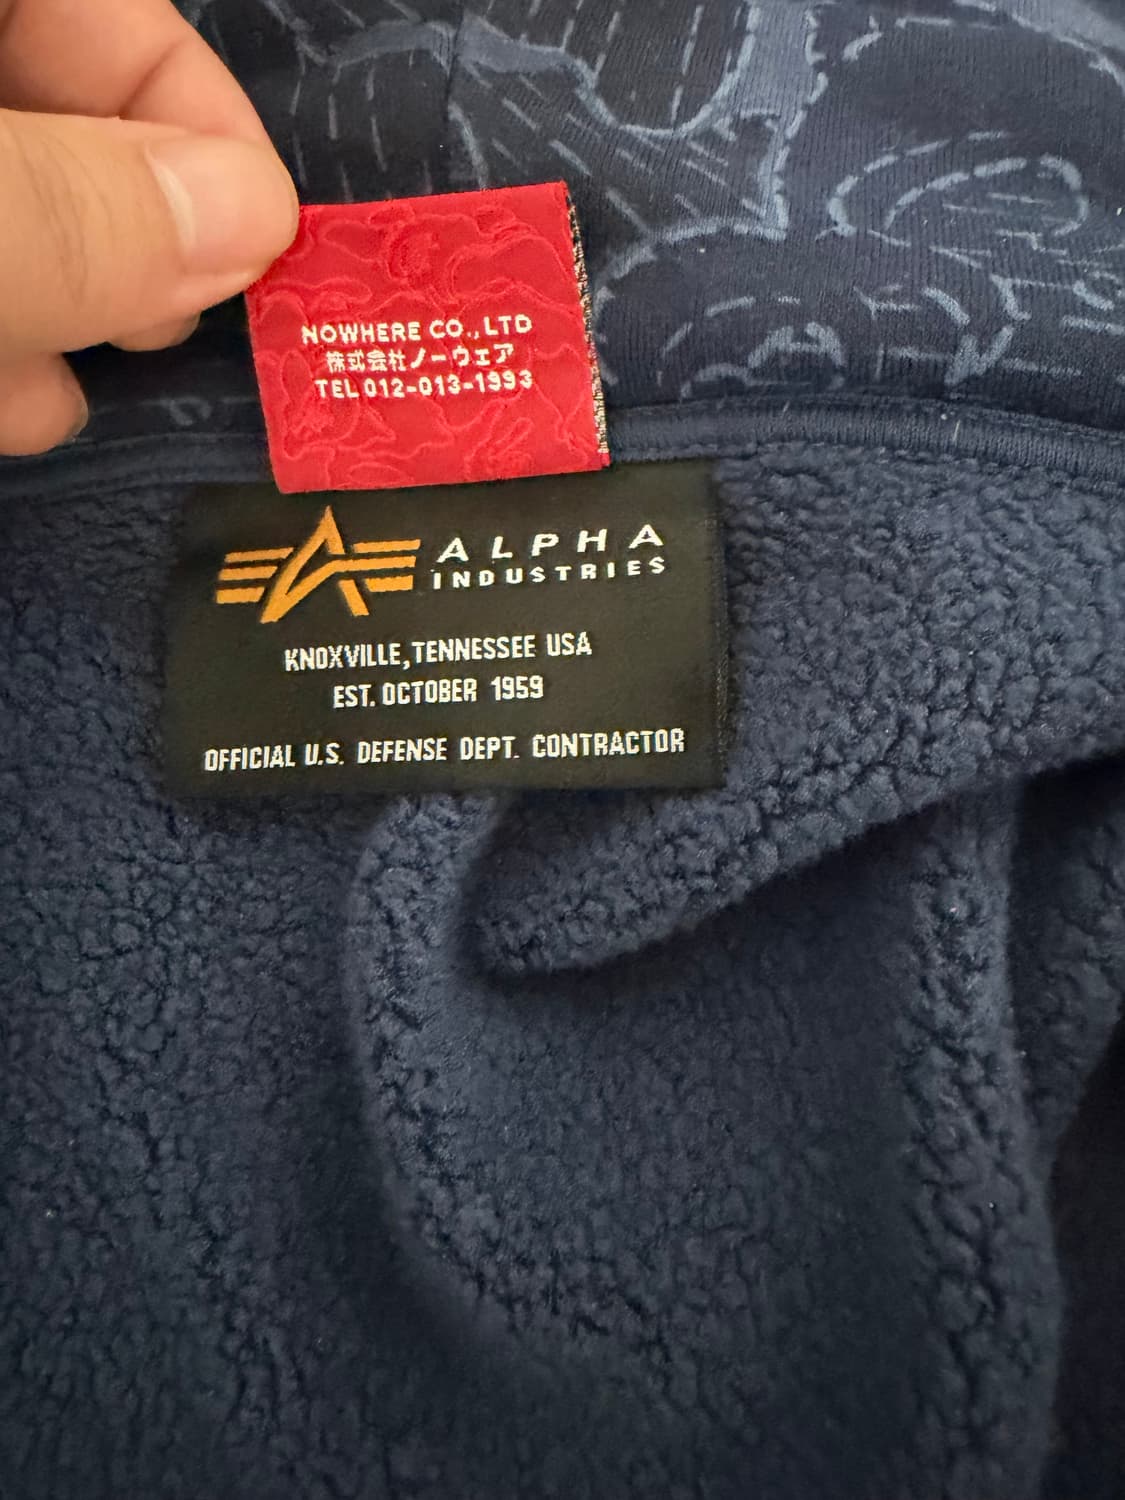 NOWHERE CO., LTD
株式会社ノーウェア
TEL 012-013-1993
ALPHA
INDUSTRIES
KNOXVILLE, TENNESSEE USA
EST. OCTOBER 1959
OFFICIAL U.S. DEFENSE DEPT. CONTRACTOR